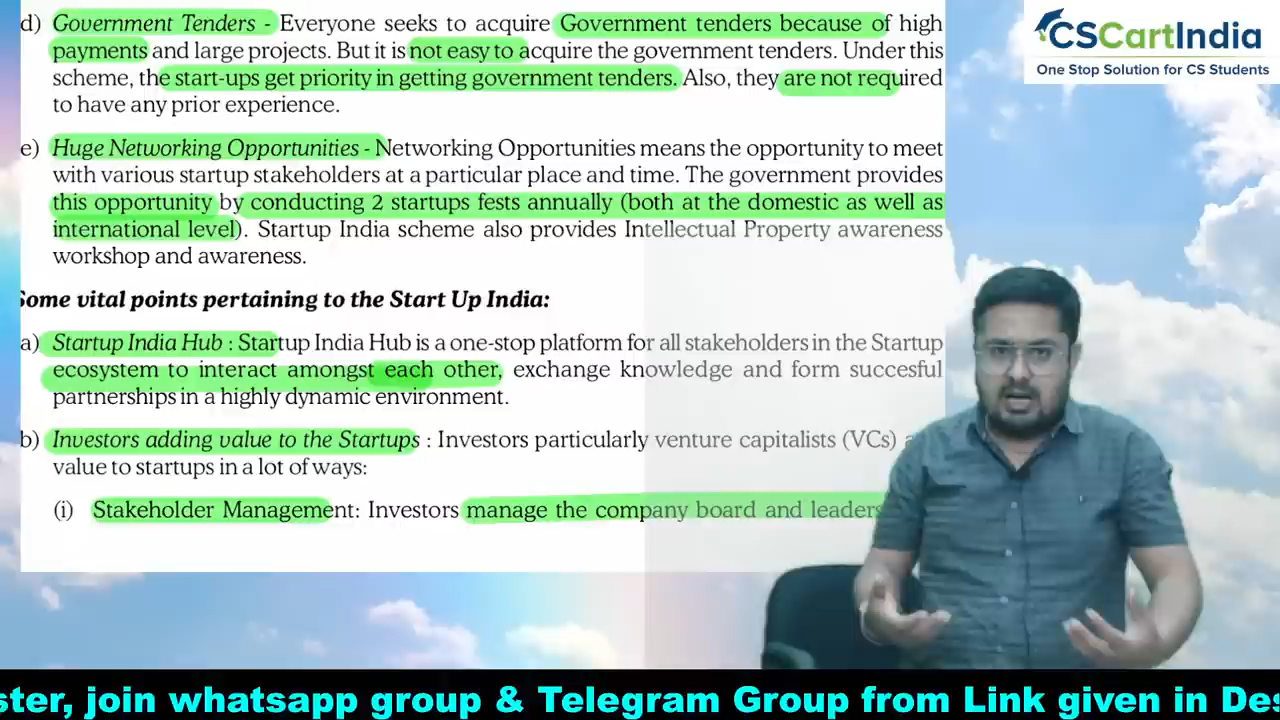 d) Government Tenders - Everyone seeks to acquire Government tenders because of high
payments and large projects. But it is not easy to acquire the government tenders. Under this
scheme, the start-ups get priority in getting government tenders. Also, they are not required
to have any prior experience.
e) Huge Networking Opportunities - Networking Opportunities means the opportunity to meet
with various startup stakeholders at a particular place and time. The government provides
this opportunity by conducting 2 startups fests annually (both at the domestic as well as
international level). Startup India scheme also provides Intellectual Property awareness
workshop and awareness.
Some vital points pertaining to the Start Up India:
a) Startup India Hub : Startup India Hub is a one-stop platform for all stakeholders in the Startup
ecosystem to interact amongst each other, exchange knowledge and form succesful
partnerships in a highly dynamic environment.
b) Investors adding value to the Startups : Investors particularly venture capitalists (VCs)
value to startups in a lot of ways:
(i) Stakeholder Management: Investors manage the company board and
CSCartIndia
One Stop Solution for CS Students
join whatsapp group & Telegram Group from Link given in